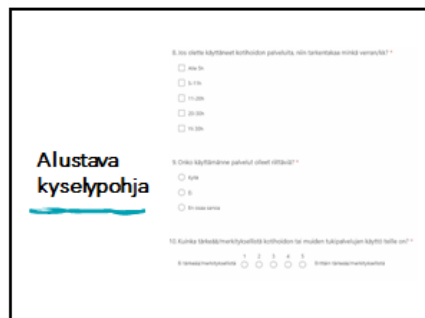 Alustava
kyselypohja
8. Jos olette käyttäneet kotihoidon palveluita, niin tarkentakaa minkä verran/kk? *
Alle 5h
5-11h
11-20h
20-30h
Yli 30h
9. Onko käyttämänne palvelut olleet riittäviä? *
Kyllä
Ei
En osaa sanoa
10. Kuinka tärkeää/merkityksellistä kotihoidon tai muiden tukipalvelujen käyttö teille on? *
1 2 3 4 5
Ei tärkeää/merkityksellistä
Erittäin tärkeää/merkityksellistä